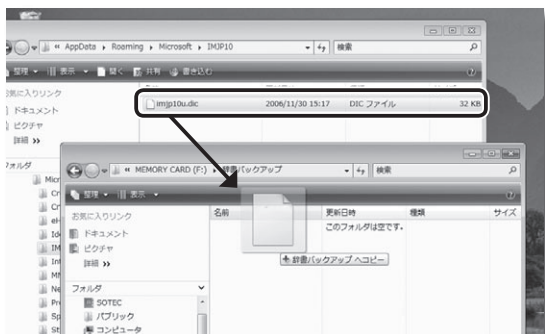 « AppData ▸ Roaming ▸ Microsoft ▸ IMJP10
検索
整理 表示 開く 共有 書き込む
お気に入りリンク
ドキュメント
ピクチャ
詳細 »
フォルダ
imjp10u.dic 2006/11/30 15:17 DIC ファイル 32 KB
« MEMORY CARD (F:) ▸ 辞書バックアップ
検索
整理 表示
お気に入りリンク
ドキュメント
ピクチャ
詳細 »
フォルダ
SOTEC
パブリック
コンピュータ
名前 更新日時 種類 サイズ
このフォルダは空です。
辞書バックアップ へコピー